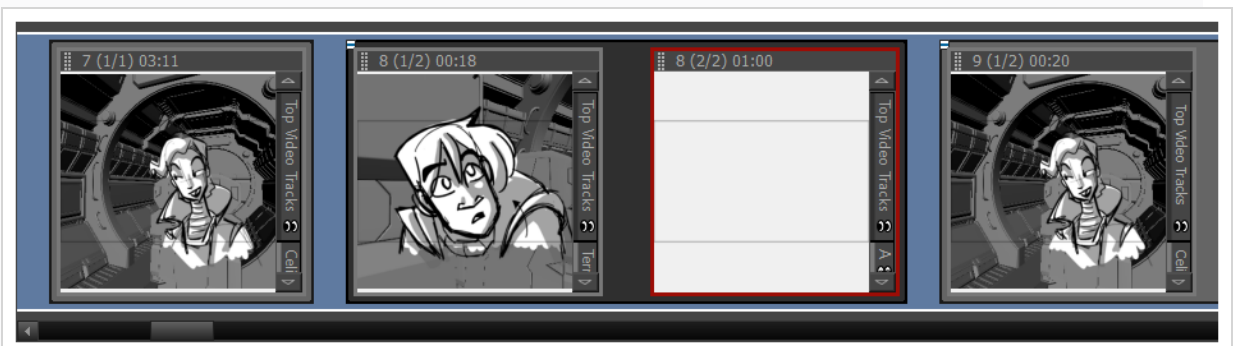 7 (1/1) 03:11
Top Video Tracks
Celi
8 (1/2) 00:18
Top Video Tracks
Terr
8 (2/2) 01:00
Top Video Tracks
A
9 (1/2) 00:20
Top Video Tracks
Celi